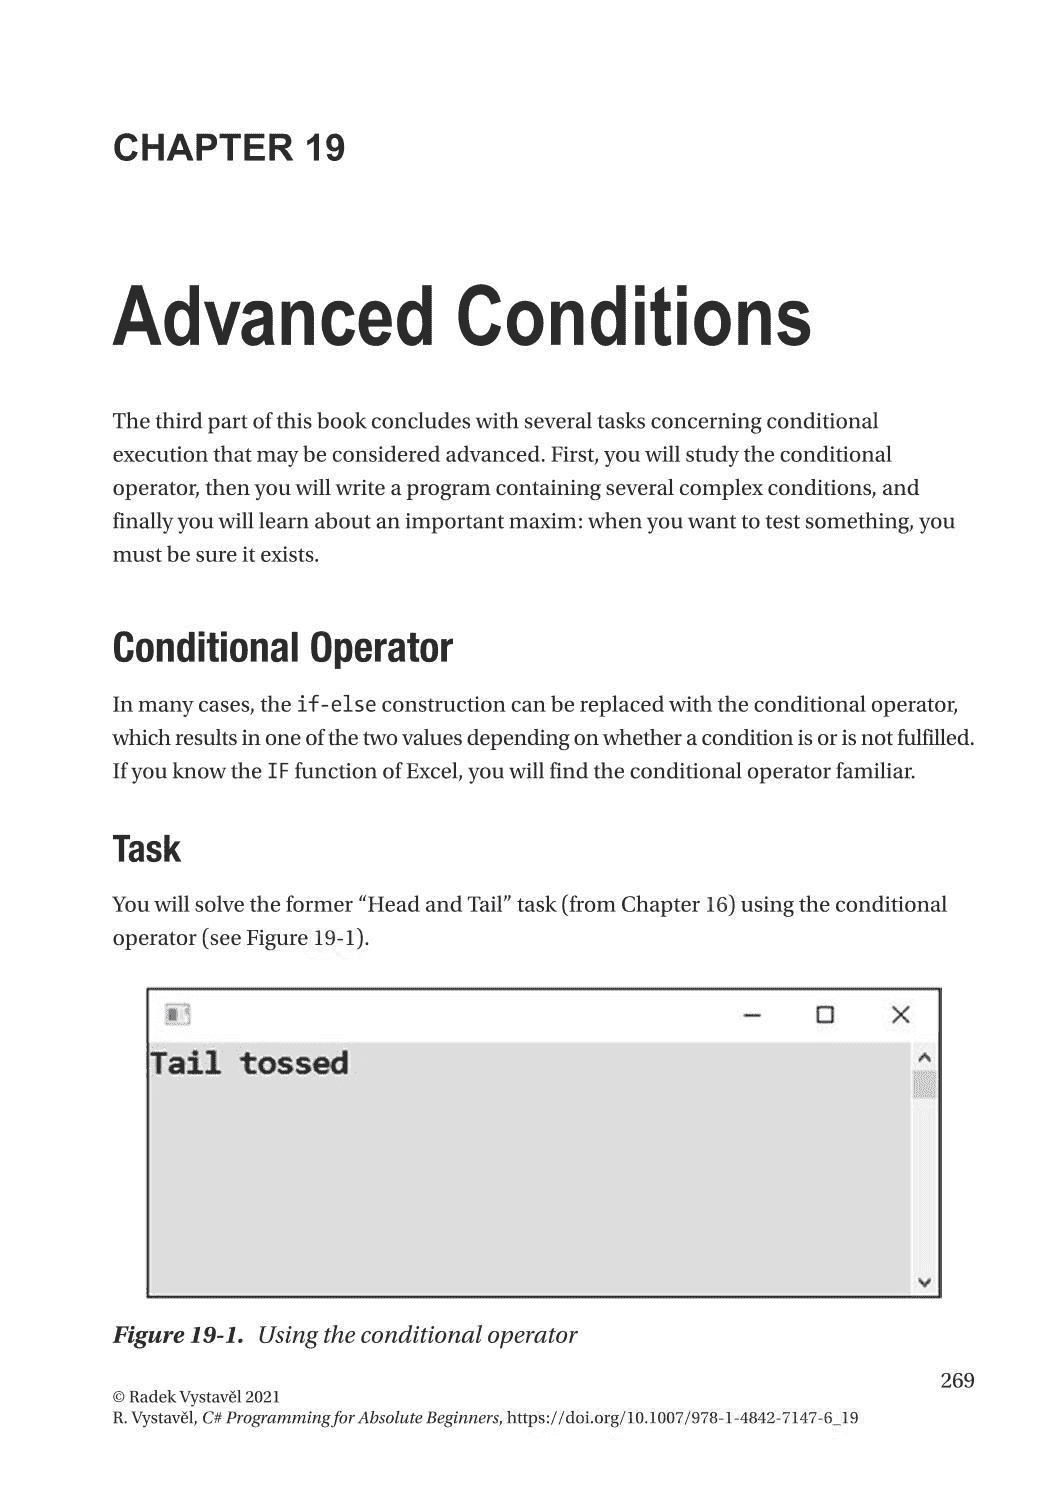 CHAPTER 19
Advanced Conditions
The third part of this book concludes with several tasks concerning conditional
execution that may be considered advanced. First, you will study the conditional
operator, then you will write a program containing several complex conditions, and
finally you will learn about an important maxim: when you want to test something, you
must be sure it exists.
Conditional Operator
In many cases, the if-else construction can be replaced with the conditional operator,
which results in one of the two values depending on whether a condition is or is not fulfilled.
If you know the IF function of Excel, you will find the conditional operator familiar.
Task
You will solve the former “Head and Tail” task (from Chapter 16) using the conditional
operator (see Figure 19-1).
Tail tossed
Figure 19-1. Using the conditional operator
269
© Radek Vystavěl 2021
R. Vystavěl, C# Programming for Absolute Beginners, https://doi.org/10.1007/978-1-4842-7147-6_19